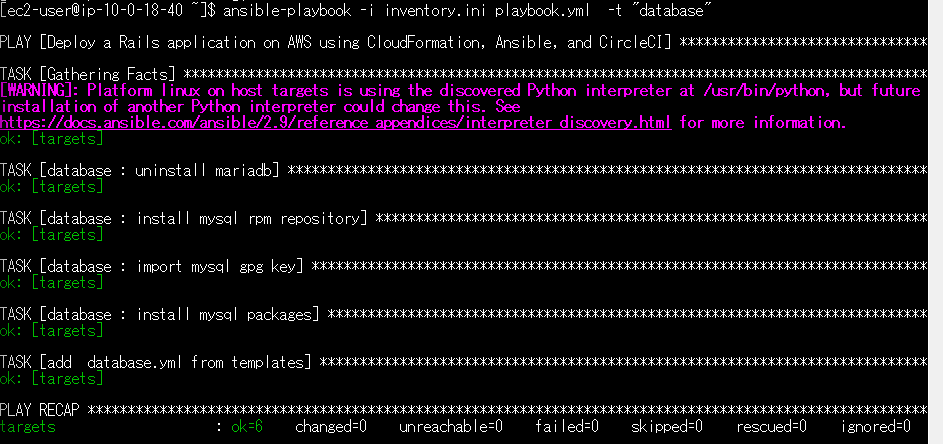 [ec2-user@ip-10-0-18-40 ~]$ ansible-playbook -i inventory.ini playbook.yml  -t "database"
PLAY [Deploy a Rails application on AWS using CloudFormation, Ansible, and CircleCI] *******************************
TASK [Gathering Facts] *********************************************************************************************
[WARNING]: Platform linux on host targets is using the discovered Python interpreter at /usr/bin/python, but future
installation of another Python interpreter could change this. See
https://docs.ansible.com/ansible/2.9/reference_appendices/interpreter_discovery.html for more information.
ok: [targets]
TASK [database : uninstall mariadb] ********************************************************************************
ok: [targets]
TASK [database : install mysql rpm repository] *********************************************************************
ok: [targets]
TASK [database : import mysql gpg key] *****************************************************************************
ok: [targets]
TASK [database : install mysql packages] ***************************************************************************
ok: [targets]
TASK [add  database.yml from templates] ****************************************************************************
ok: [targets]
PLAY RECAP *********************************************************************************************************
targets                    : ok=6    changed=0    unreachable=0    failed=0    skipped=0    rescued=0    ignored=0